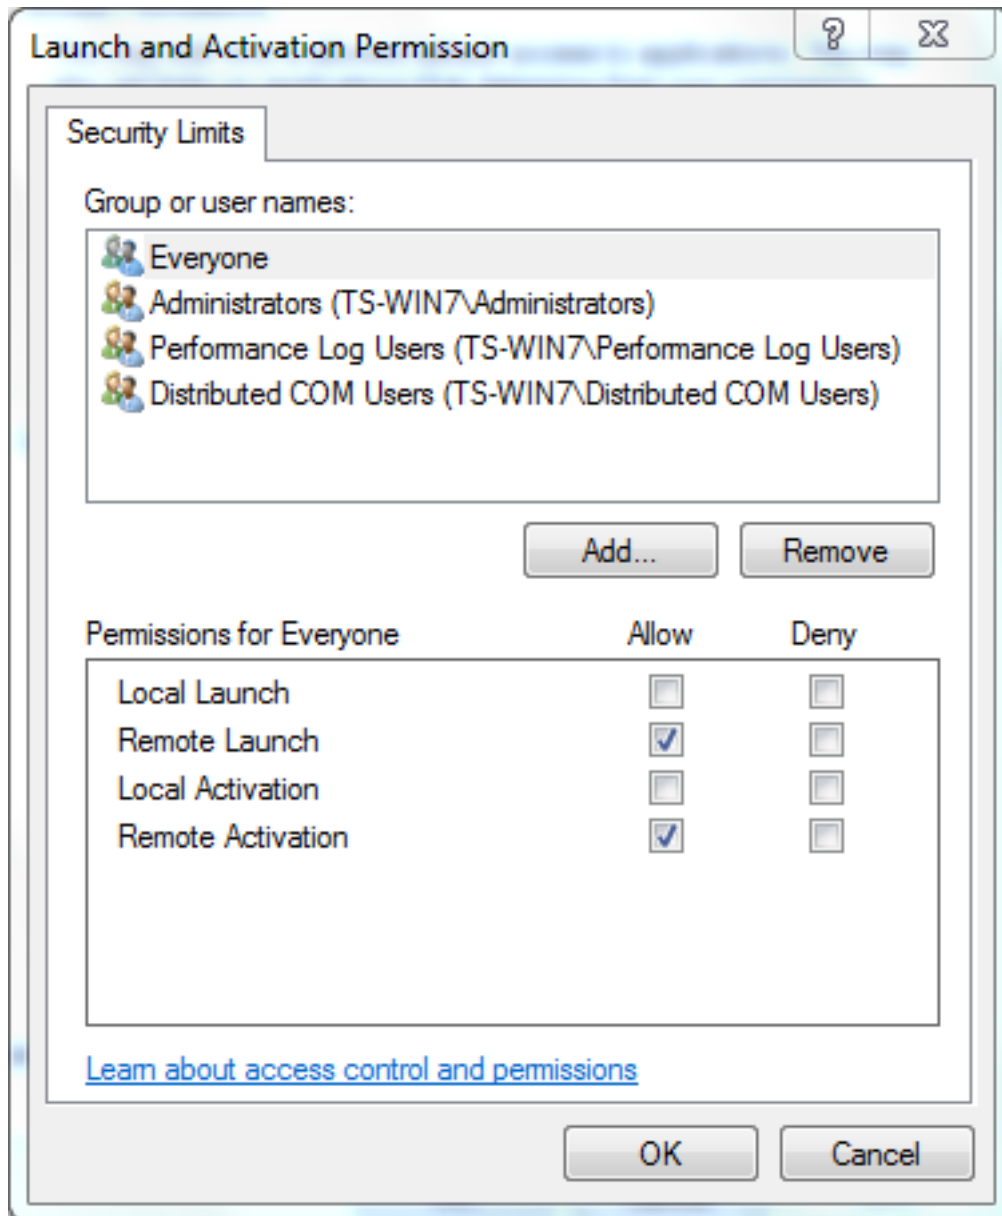 Launch and Activation Permission
Security Limits
Group or user names:
Everyone
Administrators (TS-WIN7\Administrators)
Performance Log Users (TS-WIN7\Performance Log Users)
Distributed COM Users (TS-WIN7\Distributed COM Users)
Add... Remove
Permissions for Everyone Allow Deny
Local Launch
Remote Launch
Local Activation
Remote Activation
Learn about access control and permissions
OK Cancel